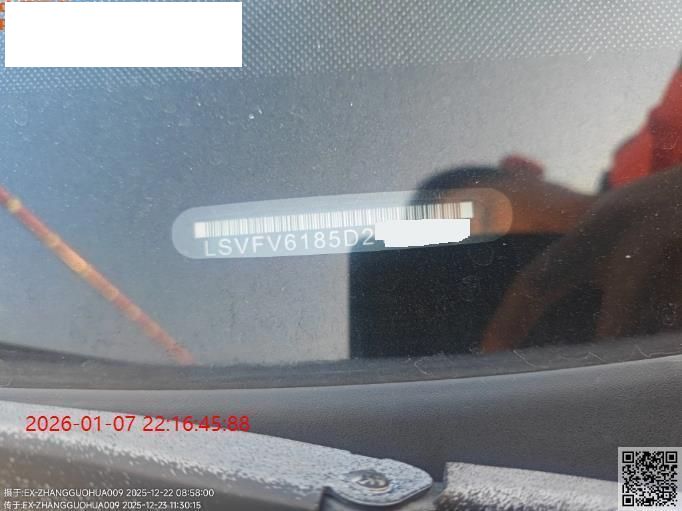 LSVFV6185D2
2026-01-07 22:16:45:88
摄于:EX-ZHANGGUOHUA009 2025-12-22 08:58:00
传于:EX-ZHANGGUOHUA009 2025-12-23 11:30:15